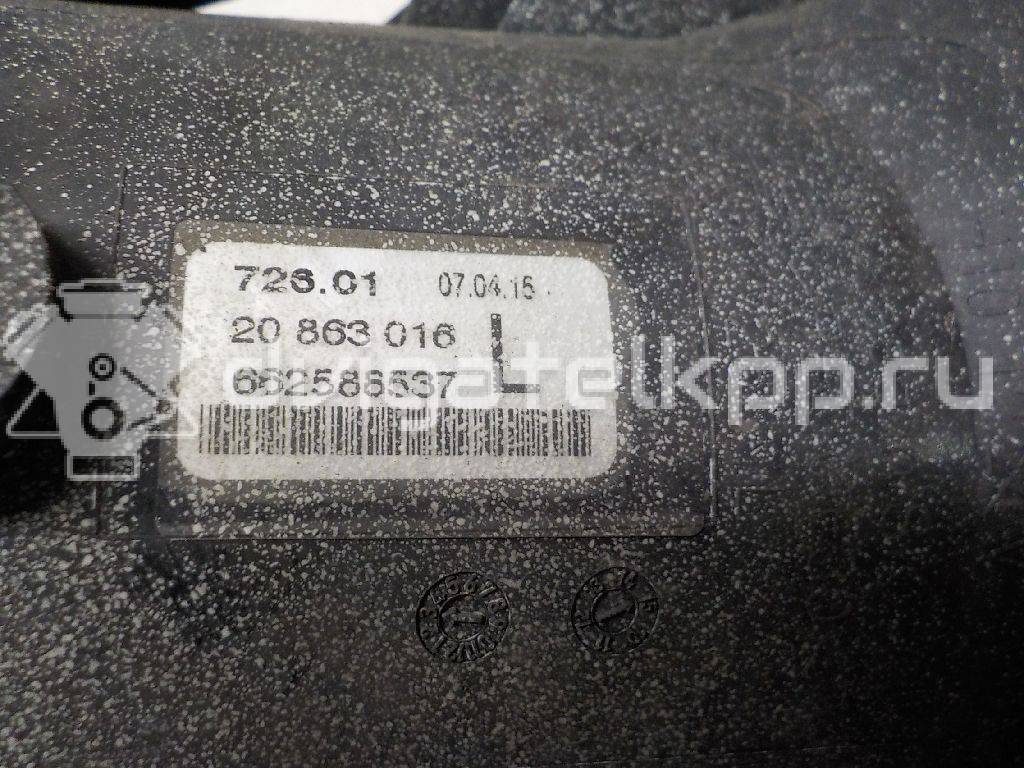 726.01 07.04.15
20 863 016 L
662586537
dvigatelkpp.ru